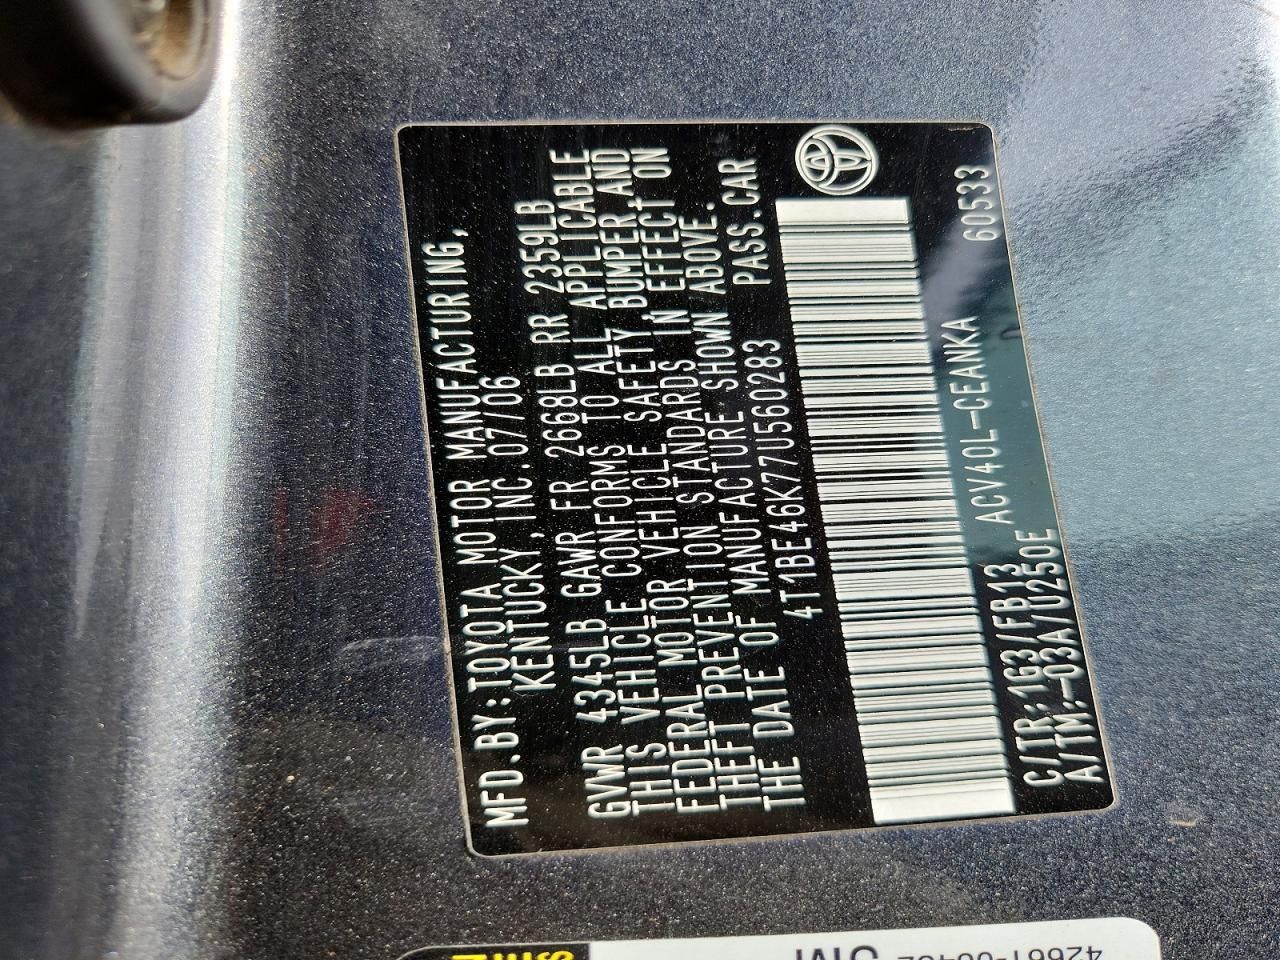 MFD.BY:TOYOTA MOTOR MANUFACTURING,
KENTUCKY,INC.07/06
GVWR 4345LB GAWR FR 2668LB RR 2359LB
THIS VEHICLE CONFORMS TO ALL APPLICABLE
FEDERAL MOTOR VEHICLE SAFETY,BUMPER,AND
THEFT PREVENTION STANDARDS IN EFFECT ON
THE DATE OF MANUFACTURE SHOWN ABOVE.
4T1BE46K77U560283 PASS.CAR
C/TR:1G3/FB13 ACV40L-CEANKA 60533
A/TM:-03A/U250E